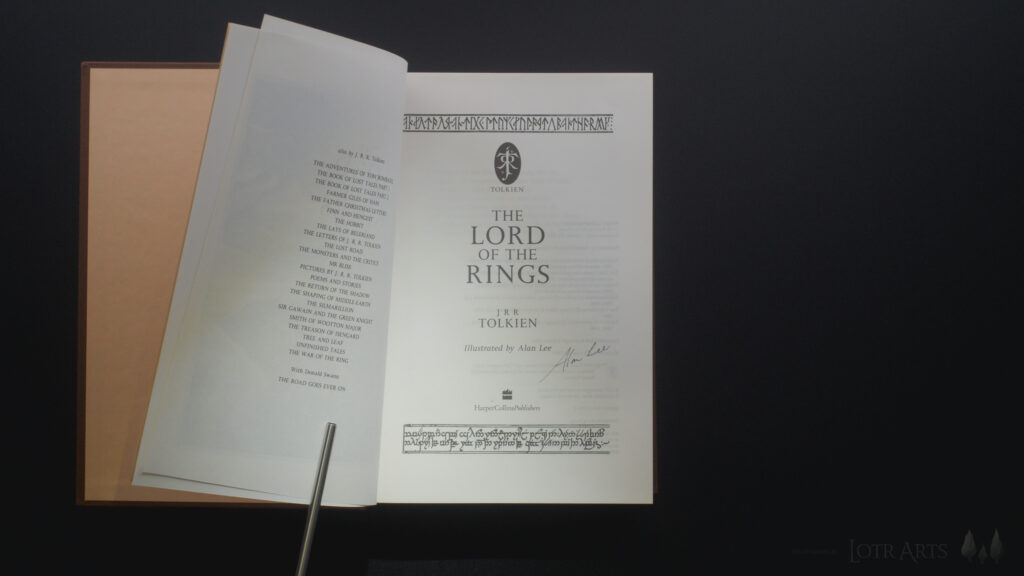 also by J. R. R. Tolkien
THE ADVENTURES OF TOM BOMBADIL
THE BOOK OF LOST TALES PART 1
THE BOOK OF LOST TALES PART 2
FARMER GILES OF HAM
THE FATHER CHRISTMAS LETTERS
FINN AND HENGEST
THE HOBBIT
THE LAYS OF BELERIAND
THE LETTERS OF J. R. R. TOLKIEN
THE LOST ROAD
THE MONSTERS AND THE CRITICS
MR BLISS
PICTURES BY J. R. R. TOLKIEN
POEMS AND STORIES
THE RETURN OF THE SHADOW
THE SHAPING OF MIDDLE-EARTH
THE SILMARILLION
SIR GAWAIN AND THE GREEN KNIGHT
SMITH OF WOOTTON MAJOR
THE TREASON OF ISENGARD
TREE AND LEAF
UNFINISHED TALES
THE WAR OF THE RING
With Donald Swann
THE ROAD GOES EVER ON
TOLKIEN
THE
LORD
OF THE
RINGS
J R R
TOLKIEN
Illustrated by Alan Lee
Alan Lee
HarperCollinsPublishers
LOTR ARTS